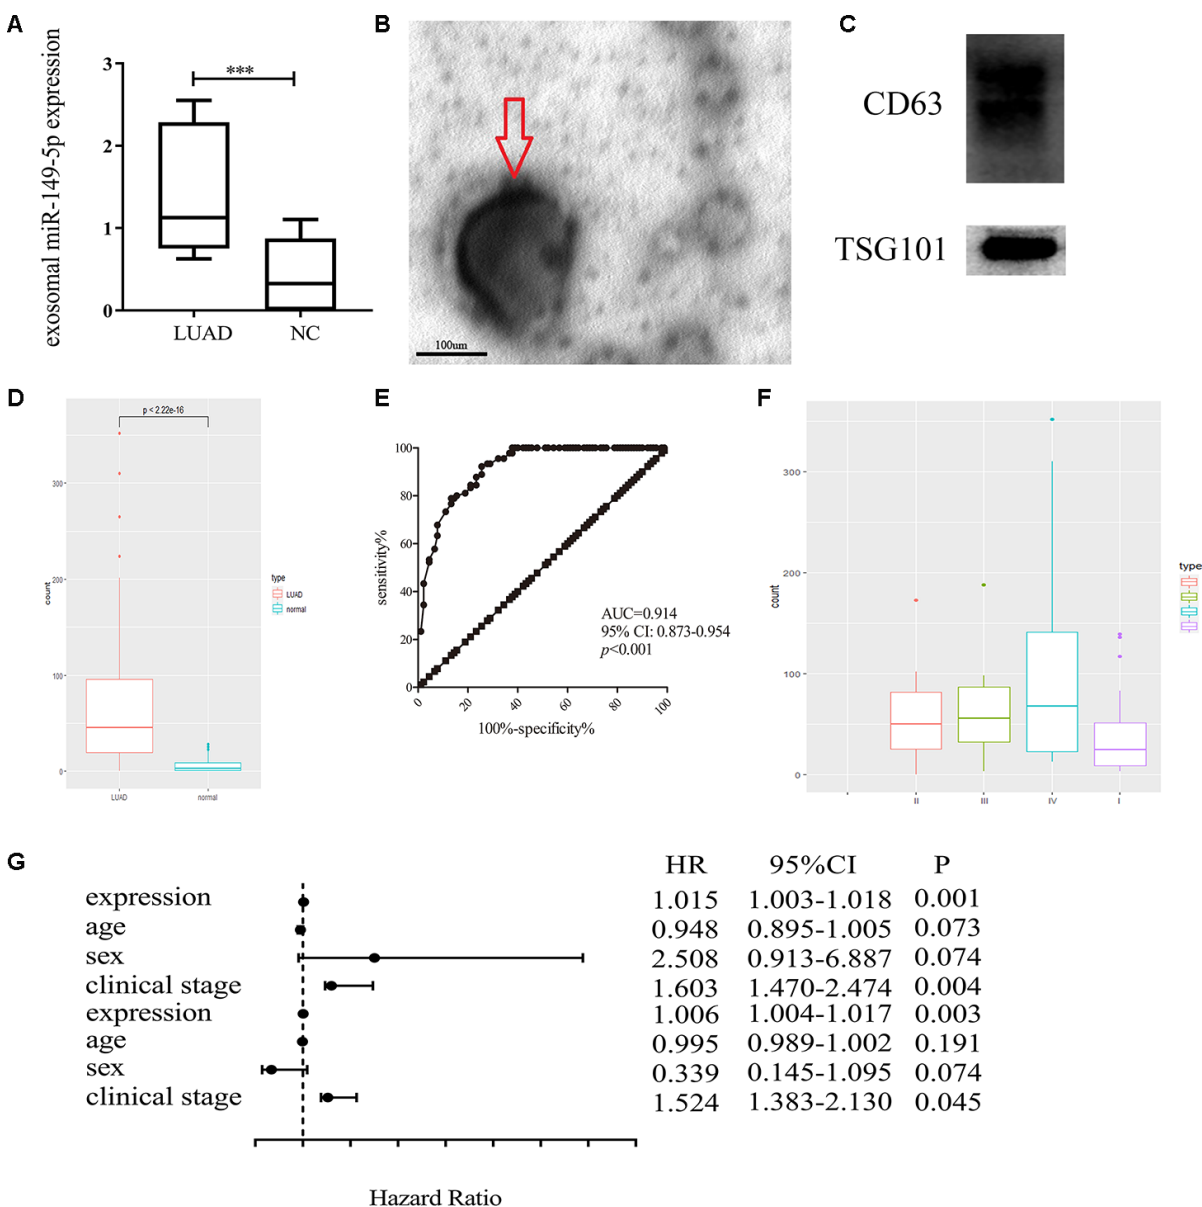 A
exosomal miR-149-5p expression
3
2
1
0
***
LUAD NC
B
100um
C
CD63
TSG101
D
p < 2.22e-16
count
300
200
100
0
LUAD normal
type
LUAD
normal
E
sensitivity%
100
80
60
40
20
0
0 20 40 60 80 100
100%-specificity%
AUC=0.914
95% CI: 0.873-0.954
p<0.001
F
count
300
200
100
0
II III IV I
type
G
HR 95%CI P
expression 1.015 1.003-1.018 0.001
age 0.948 0.895-1.005 0.073
sex 2.508 0.913-6.887 0.074
clinical stage 1.603 1.470-2.474 0.004
expression 1.006 1.004-1.017 0.003
age 0.995 0.989-1.002 0.191
sex 0.339 0.145-1.095 0.074
clinical stage 1.524 1.383-2.130 0.045
Hazard Ratio